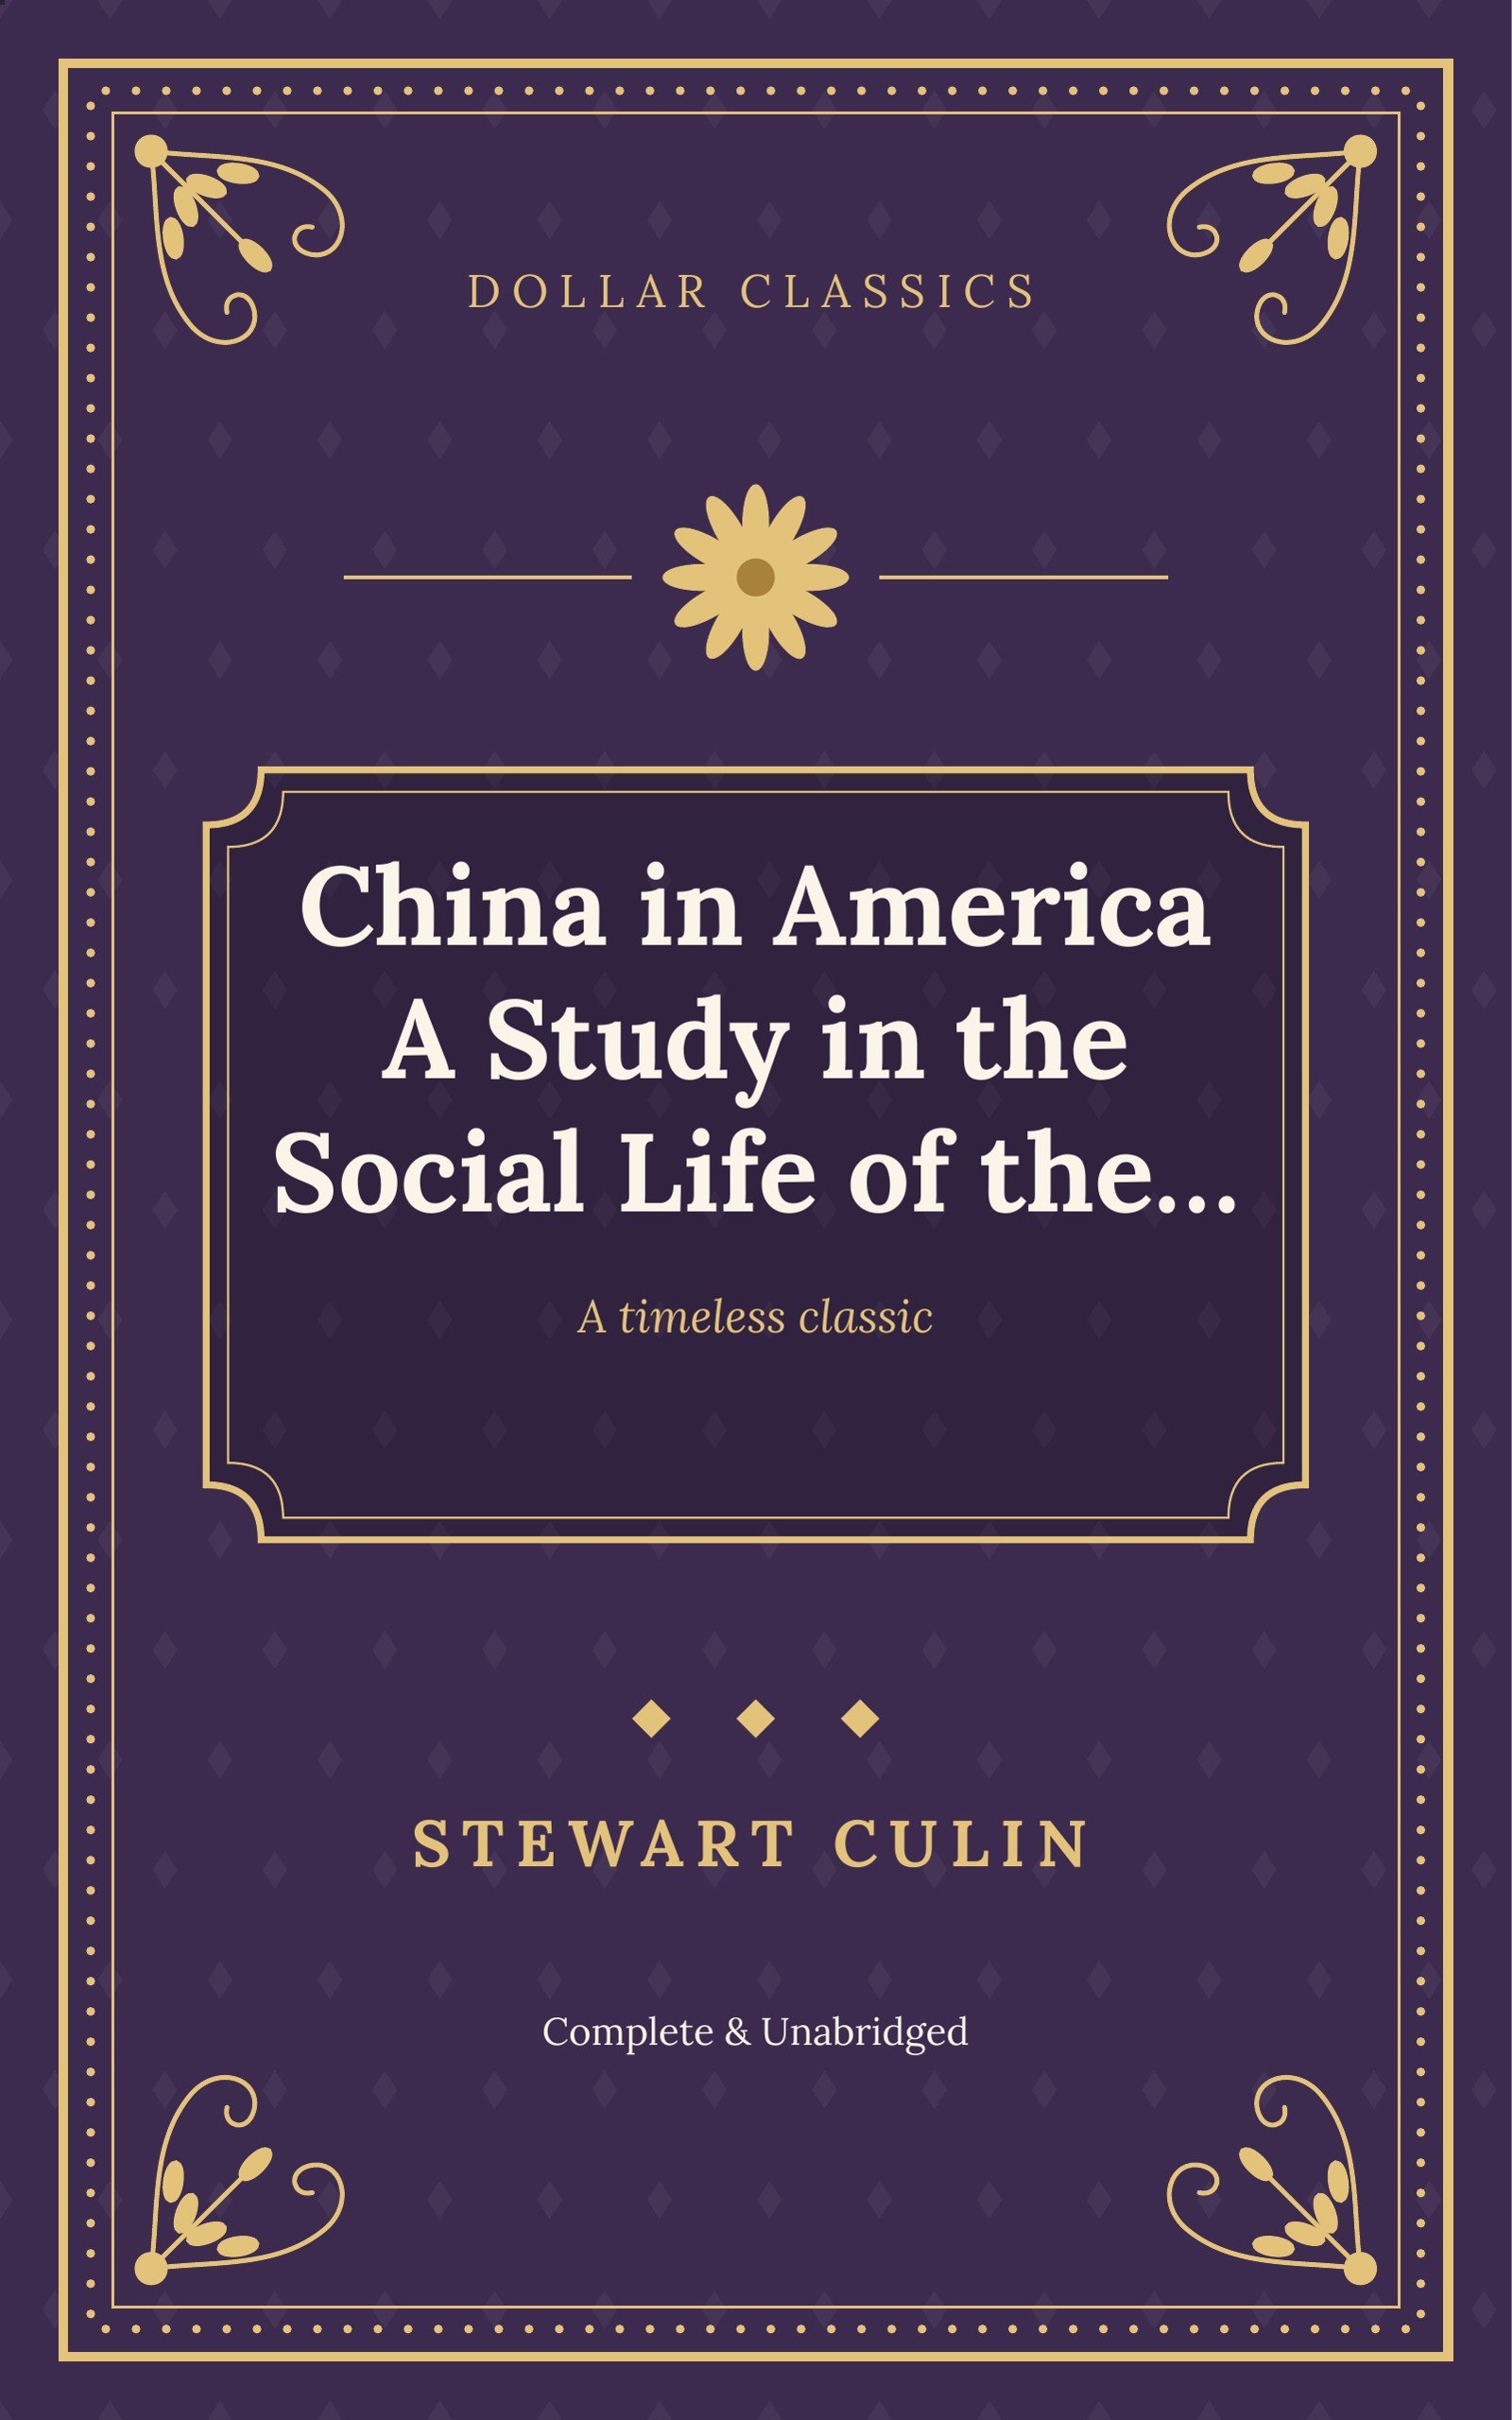 DOLLAR CLASSICS
China in America
A Study in the
Social Life of the...
A timeless classic
STEWART CULIN
Complete & Unabridged